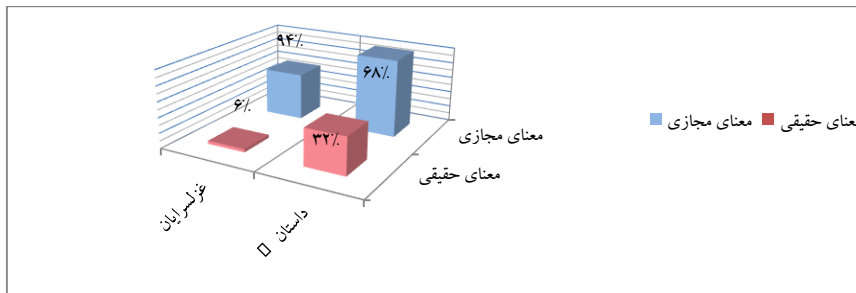 ۹۴٪
۶۸٪
۶٪
۳۲٪
معنای مجازی
معنای حقیقی
غزلسرایان
داستان
معنای مجازی
معنای حقیقی